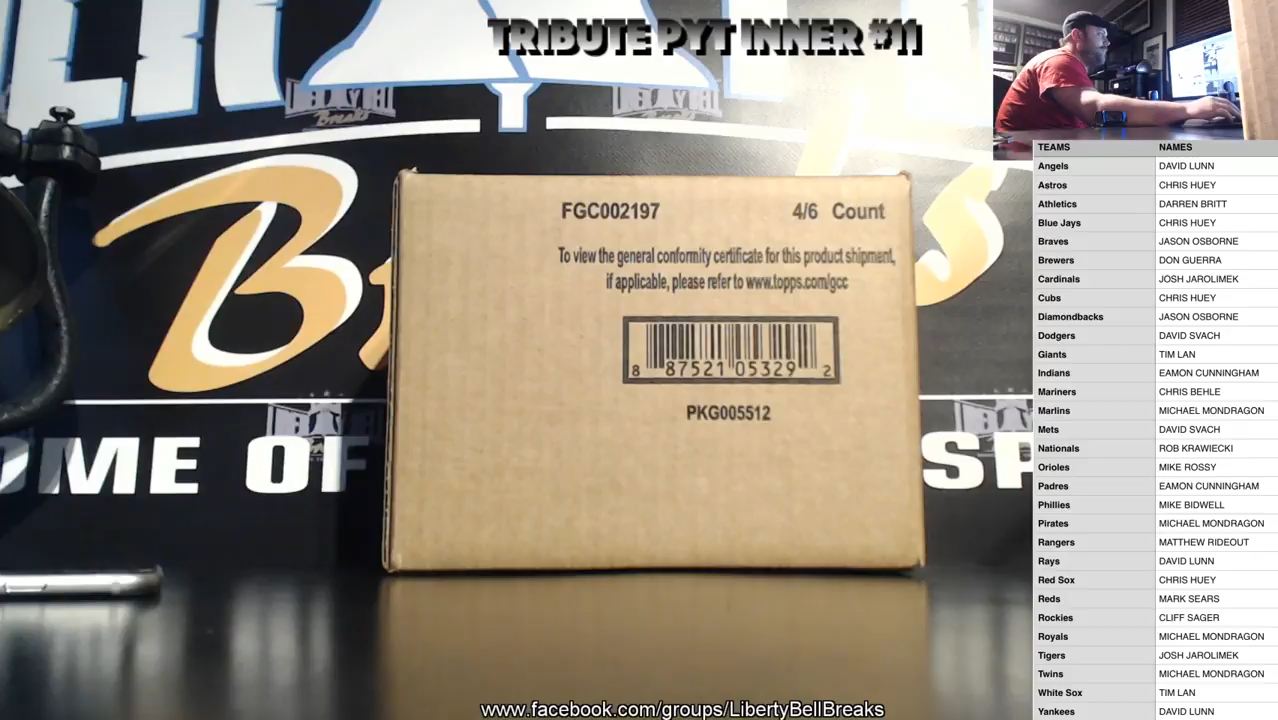 TRIBUTE PYT INNER #11
Breaks
FGC002197
4/6 Count
To view the general conformity certificate for this product shipment,
if applicable, please refer to www.topps.com/gcc
8 87521 05329 2
PKG005512
OME OF
SP
www.facebook.com/groups/LibertyBellBreaks
TEAMS NAMES
Angels DAVID LUNN
Astros CHRIS HUEY
Athletics DARREN BRITT
Blue Jays CHRIS HUEY
Braves JASON OSBORNE
Brewers DON GUERRA
Cardinals JOSH JAROLIMEK
Cubs CHRIS HUEY
Diamondbacks JASON OSBORNE
Dodgers DAVID SVACH
Giants TIM LAN
Indians EAMON CUNNINGHAM
Mariners CHRIS BEHLE
Marlins MICHAEL MONDRAGON
Mets DAVID SVACH
Nationals ROB KRAWIECKI
Orioles MIKE ROSSY
Padres EAMON CUNNINGHAM
Phillies MIKE BIDWELL
Pirates MICHAEL MONDRAGON
Rangers MATTHEW RIDEOUT
Rays DAVID LUNN
Red Sox CHRIS HUEY
Reds MARK SEARS
Rockies CLIFF SAGER
Royals MICHAEL MONDRAGON
Tigers JOSH JAROLIMEK
Twins MICHAEL MONDRAGON
White Sox TIM LAN
Yankees DAVID LUNN